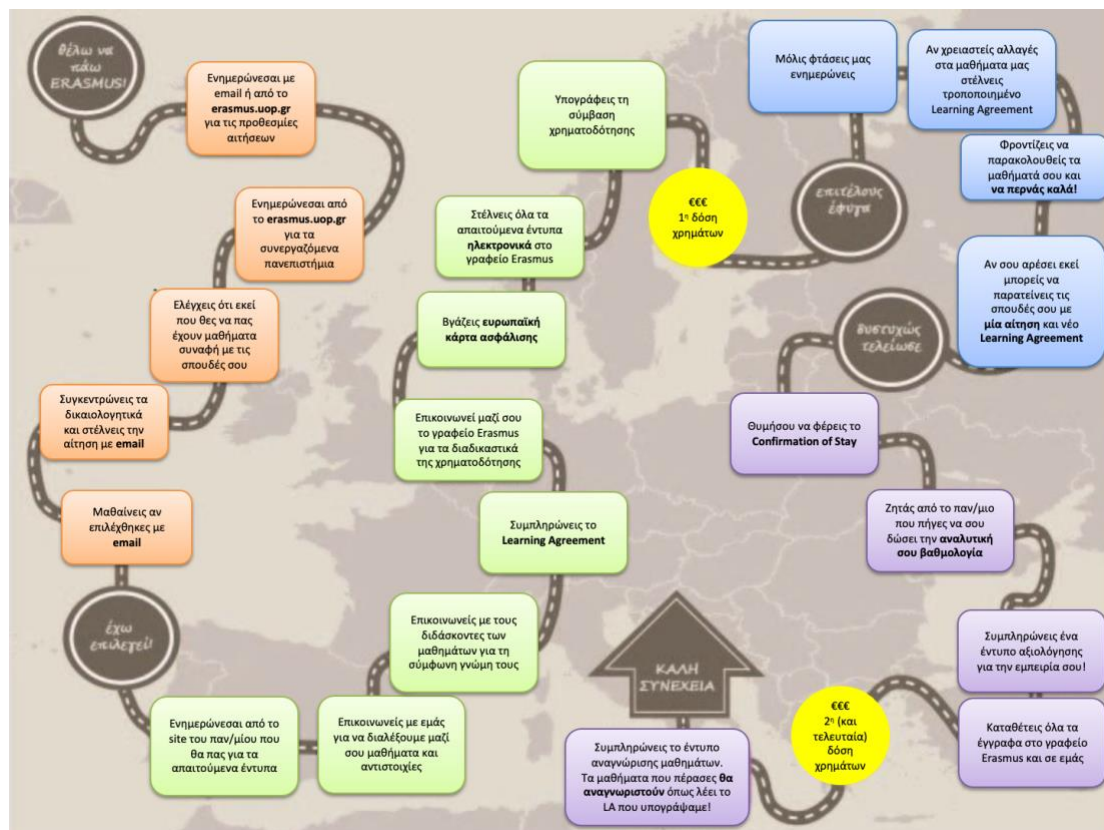 θέλω να
πάω
ERASMUS!
Ενημερώνεσαι με
email ή από το
erasmus.uop.gr
για τις προθεσμίες
αιτήσεων
Ενημερώνεσαι από
το erasmus.uop.gr
για τα
συνεργαζόμενα
πανεπιστήμια
Ελέγχεις ότι εκεί
που θες να πας
έχουν μαθήματα
συναφή με τις
σπουδές σου
Συγκεντρώνεις τα
δικαιολογητικά
και στέλνεις την
αίτηση με email
Μαθαίνεις αν
επιλέχθηκες με
email
έχω
επιλεγεί!
Ενημερώνεσαι από το
site του παν/μίου που
θα πας για τα
απαιτούμενα έντυπα
Επικοινωνείς με εμάς
για να διαλέξουμε μαζί
σου μαθήματα και
αντιστοιχίες
Επικοινωνείς με τους
διδάσκοντες των
μαθημάτων για τη
σύμφωνη γνώμη τους
Συμπληρώνεις το
Learning Agreement
Επικοινωνεί μαζί σου
το γραφείο Erasmus
για τα διαδικαστικά
της χρηματοδότησης
Βγάζεις ευρωπαϊκή
κάρτα ασφάλισης
Στέλνεις όλα τα
απαιτούμενα έντυπα
ηλεκτρονικά στο
γραφείο Erasmus
Υπογράφεις τη
σύμβαση
χρηματοδότησης
€€€
1η δόση
χρημάτων
επιτέλους
έφυγα
Μόλις φτάσεις μας
ενημερώνεις
Αν χρειαστείς αλλαγές
στα μαθήματα μας
στέλνεις
τροποποιημένο
Learning Agreement
Φροντίζεις να
παρακολουθείς τα
μαθήματά σου και
να περνάς καλά!
Αν σου αρέσει εκεί
μπορείς να
παρατείνεις τις
σπουδές σου με
μία αίτηση και νέο
Learning Agreement
δυστυχώς
τελείωσε
Θυμήσου να φέρεις το
Confirmation of Stay
Ζητάς από το παν/μιο
που πήγες να σου
δώσει την αναλυτική
σου βαθμολογία
Συμπληρώνεις ένα
έντυπο αξιολόγησης
για την εμπειρία σου!
Καταθέτεις όλα τα
έγγραφα στο γραφείο
Erasmus και σε εμάς
€€€
2η (και
τελευταία)
δόση
χρημάτων
Συμπληρώνεις το έντυπο
αναγνώρισης μαθημάτων.
Τα μαθήματα που πέρασες θα
αναγνωριστούν όπως λέει το
LA που υπογράψαμε!
ΚΑΛΗ
ΣΥΝΕΧΕΙΑ